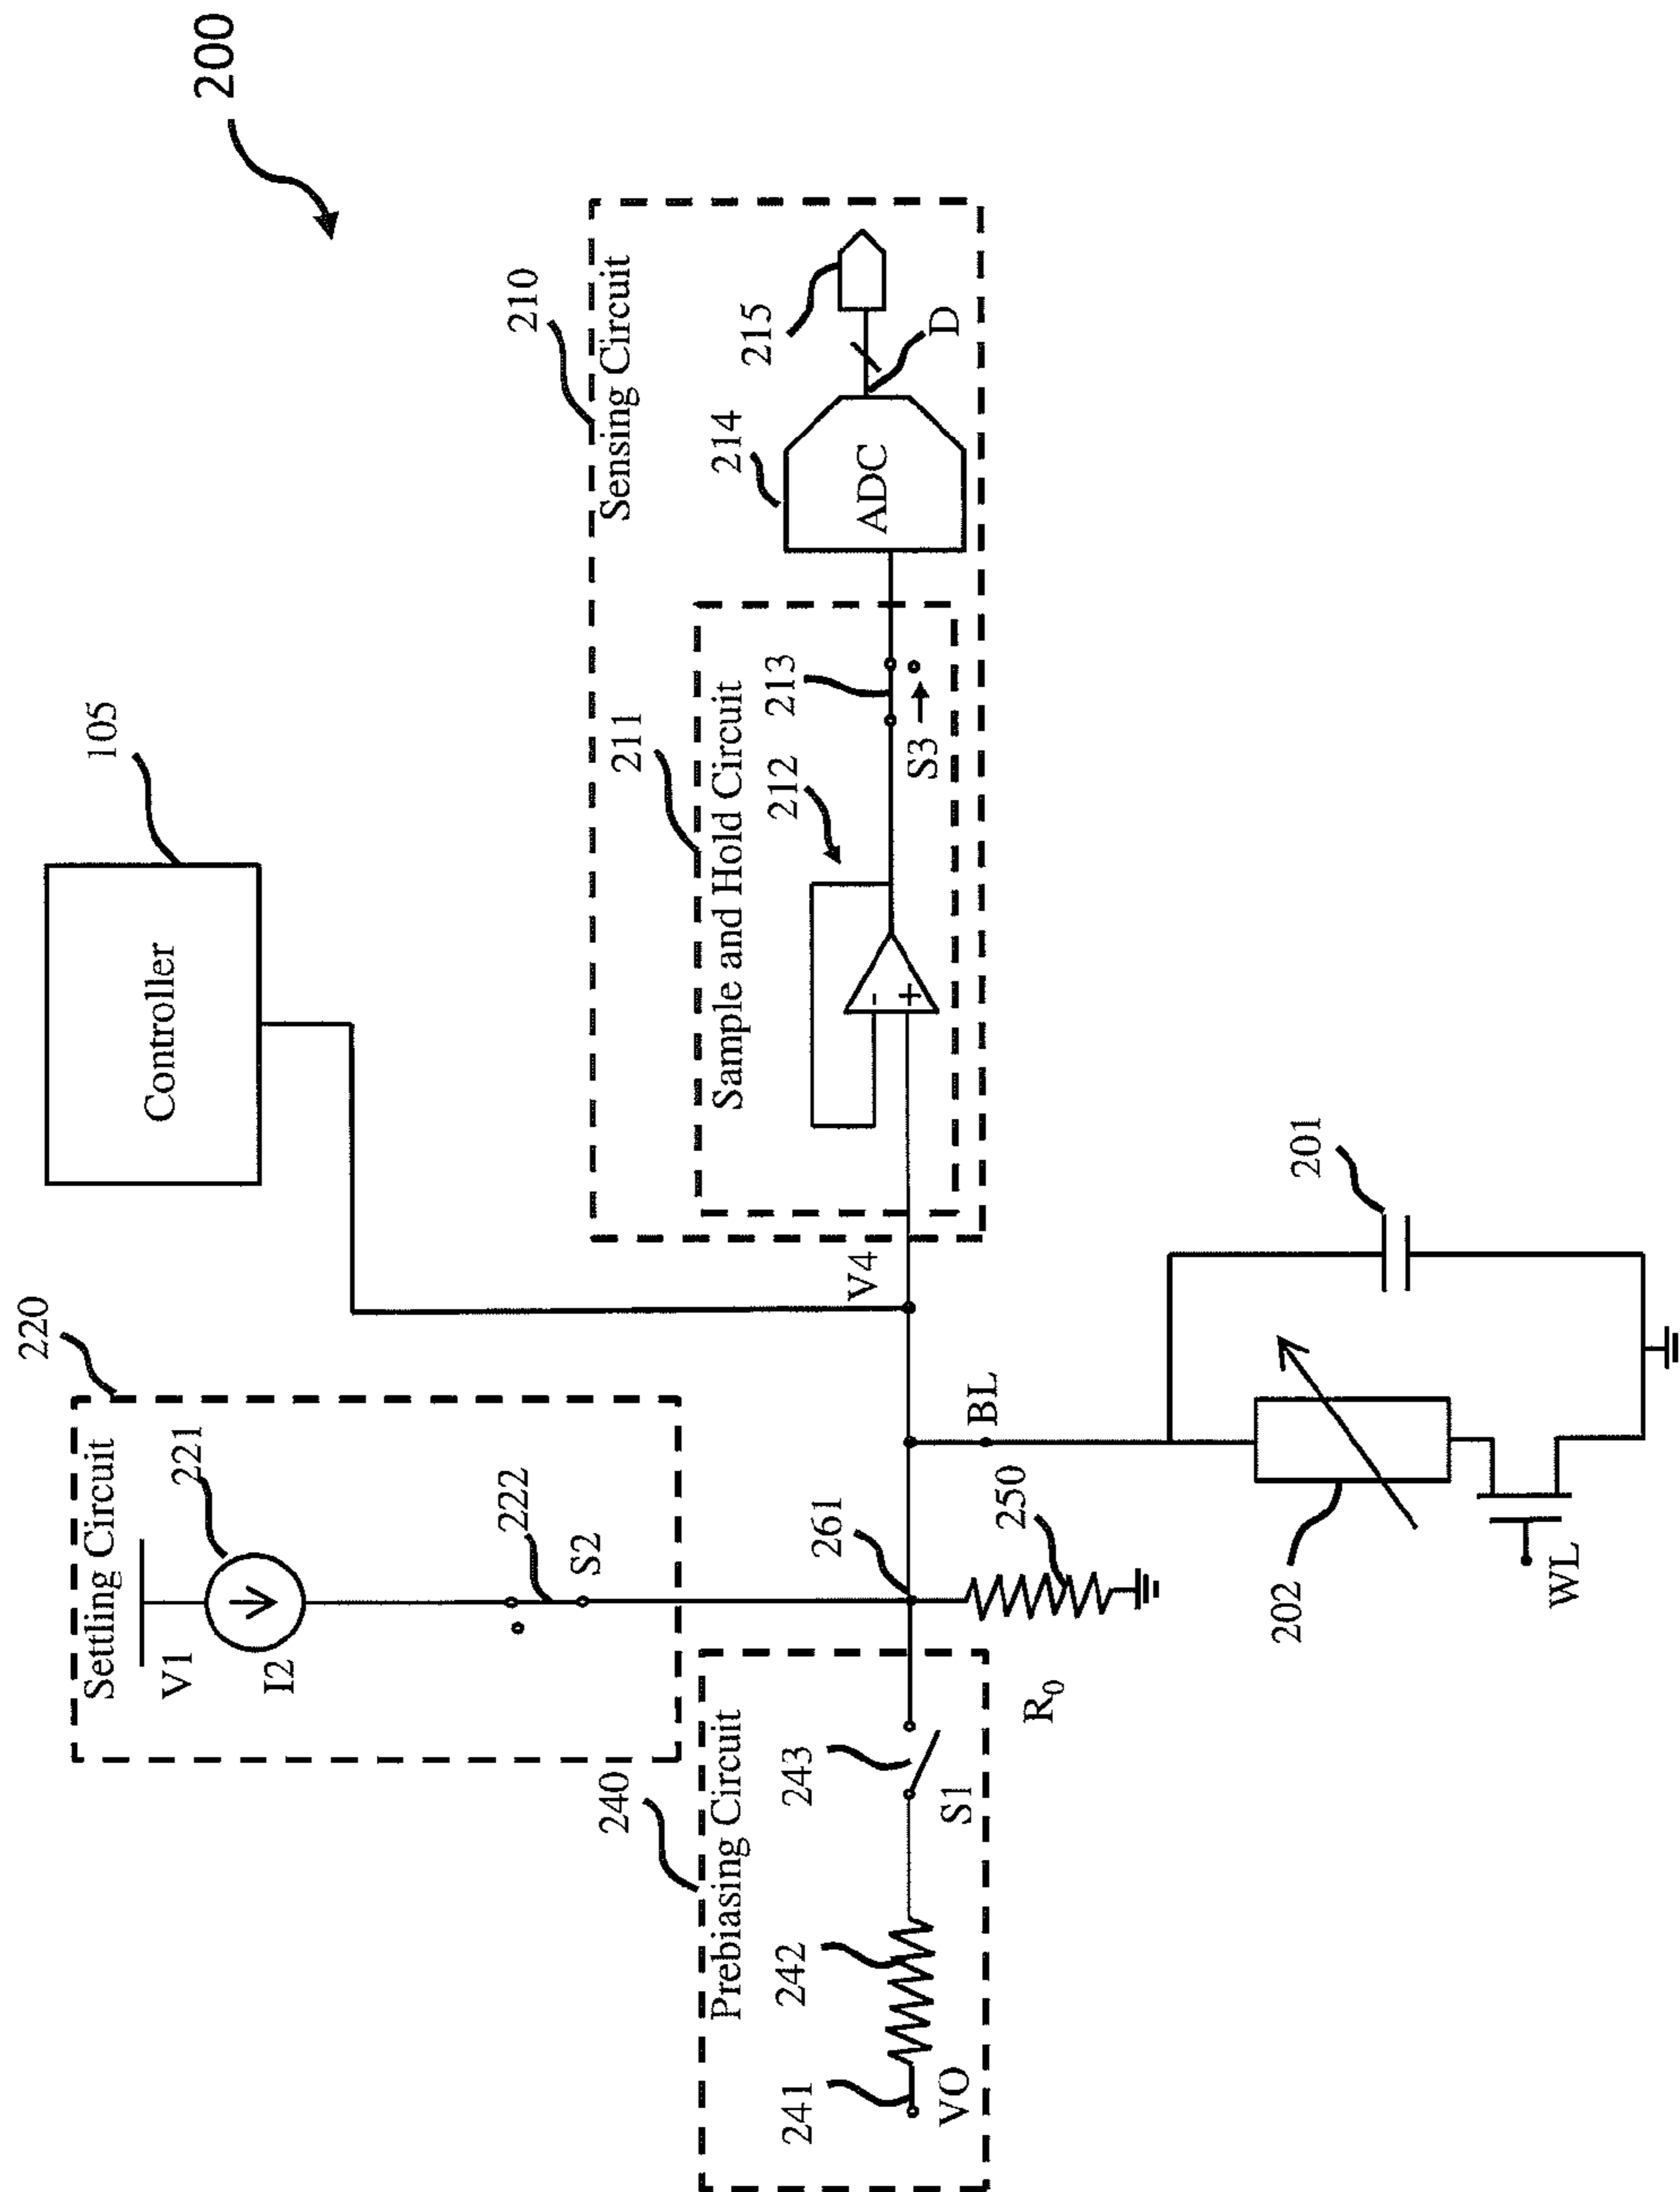 200
Controller
105
220
Settling Circuit
V1
221
I2
222
S2
210
Sensing Circuit
211
Sample and Hold Circuit
212
213
S3
214
ADC
215
D
V4
240
Prebiasing Circuit
241
VO
242
243
S1
261
250
R0
BL
201
202
WL
-
+